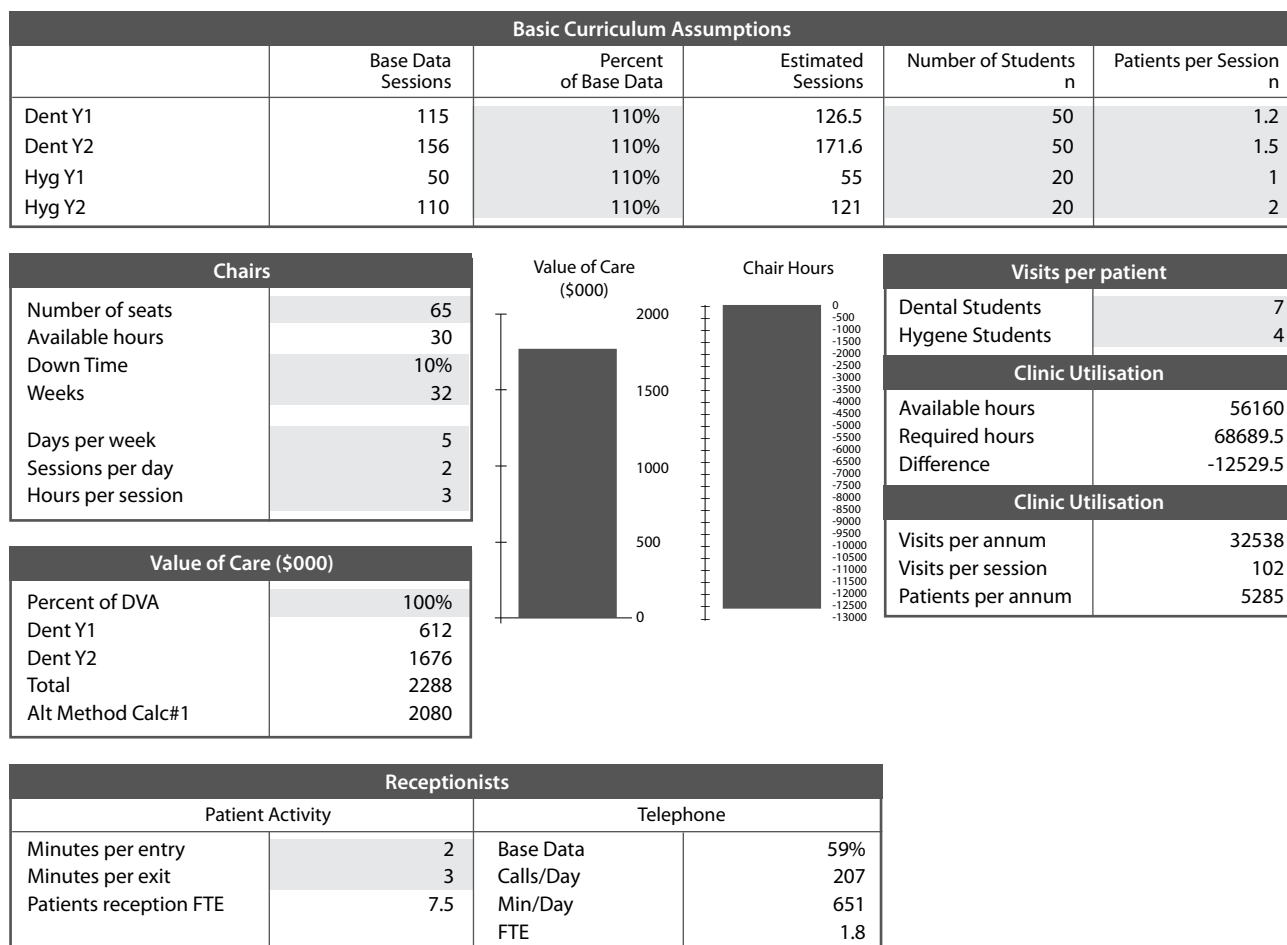 Basic Curriculum Assumptions
Base Data Sessions Percent of Base Data Estimated Sessions Number of Students n Patients per Session n
Dent Y1 115 110% 126.5 50 1.2
Dent Y2 156 110% 171.6 50 1.5
Hyg Y1 50 110% 55 20 1
Hyg Y2 110 110% 121 20 2
Chairs
Number of seats 65
Available hours 30
Down Time 10%
Weeks 32
Days per week 5
Sessions per day 2
Hours per session 3
Value of Care ($000)
Percent of DVA 100%
Dent Y1 612
Dent Y2 1676
Total 2288
Alt Method Calc#1 2080
Value of Care
($000)
2000
1500
1000
500
0
Chair Hours
0
-500
-1000
-1500
-2000
-2500
-3000
-3500
-4000
-4500
-5000
-5500
-6000
-6500
-7000
-7500
-8000
-8500
-9000
-9500
-10000
-10500
-11000
-11500
-12000
-12500
-13000
Visits per patient
Dental Students 7
Hygene Students 4
Clinic Utilisation
Available hours 56160
Required hours 68689.5
Difference -12529.5
Clinic Utilisation
Visits per annum 32538
Visits per session 102
Patients per annum 5285
Receptionists
Patient Activity Telephone
Minutes per entry 2 Base Data 59%
Minutes per exit 3 Calls/Day 207
Patients reception FTE 7.5 Min/Day 651
FTE 1.8